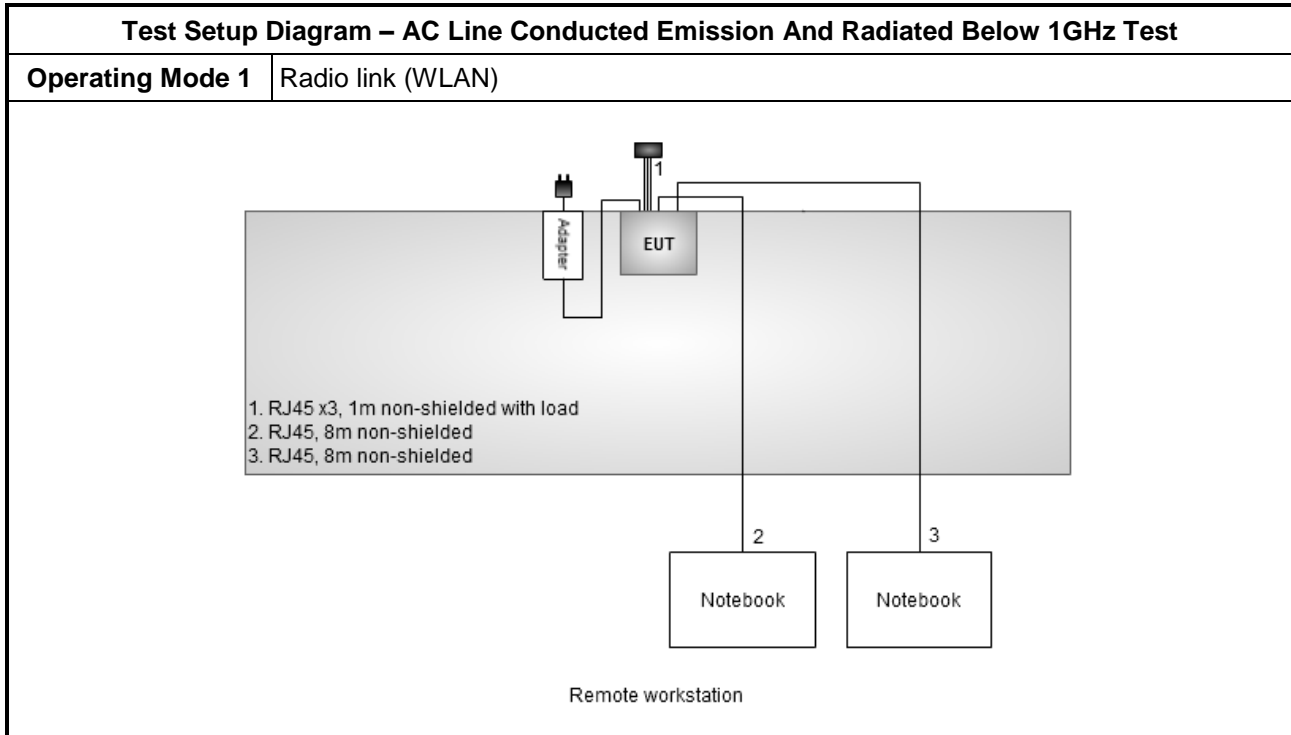 Test Setup Diagram – AC Line Conducted Emission And Radiated Below 1GHz Test
Operating Mode 1 Radio link (WLAN)
1
Adapter
EUT
1. RJ45 x3, 1m non-shielded with load
2. RJ45, 8m non-shielded
3. RJ45, 8m non-shielded
2 3
Notebook Notebook
Remote workstation